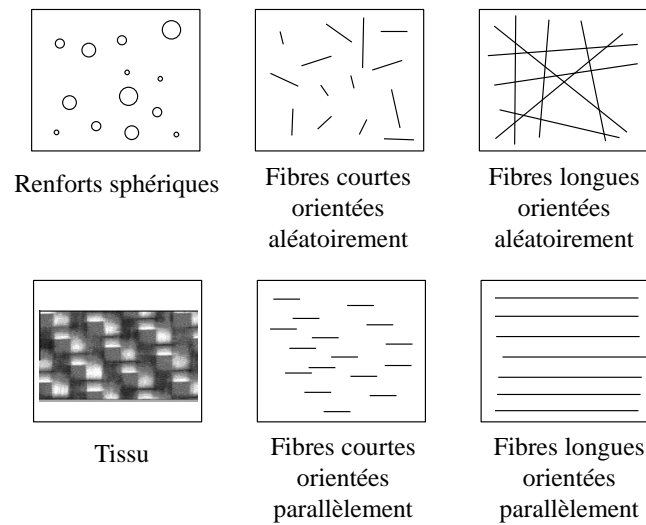 Renforts sphériques
Fibres courtes
orientées
aléatoirement
Fibres longues
orientées
aléatoirement
Tissu
Fibres courtes
orientées
parallèlement
Fibres longues
orientées
parallèlement